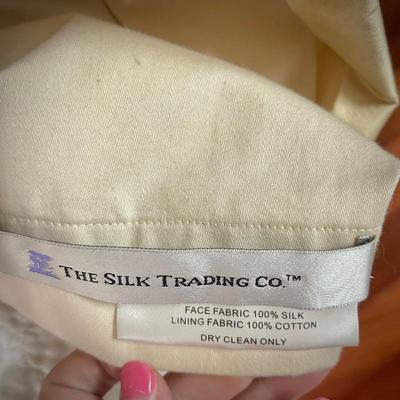 THE SILK TRADING CO.™
FACE FABRIC 100% SILK
LINING FABRIC 100% COTTON
DRY CLEAN ONLY